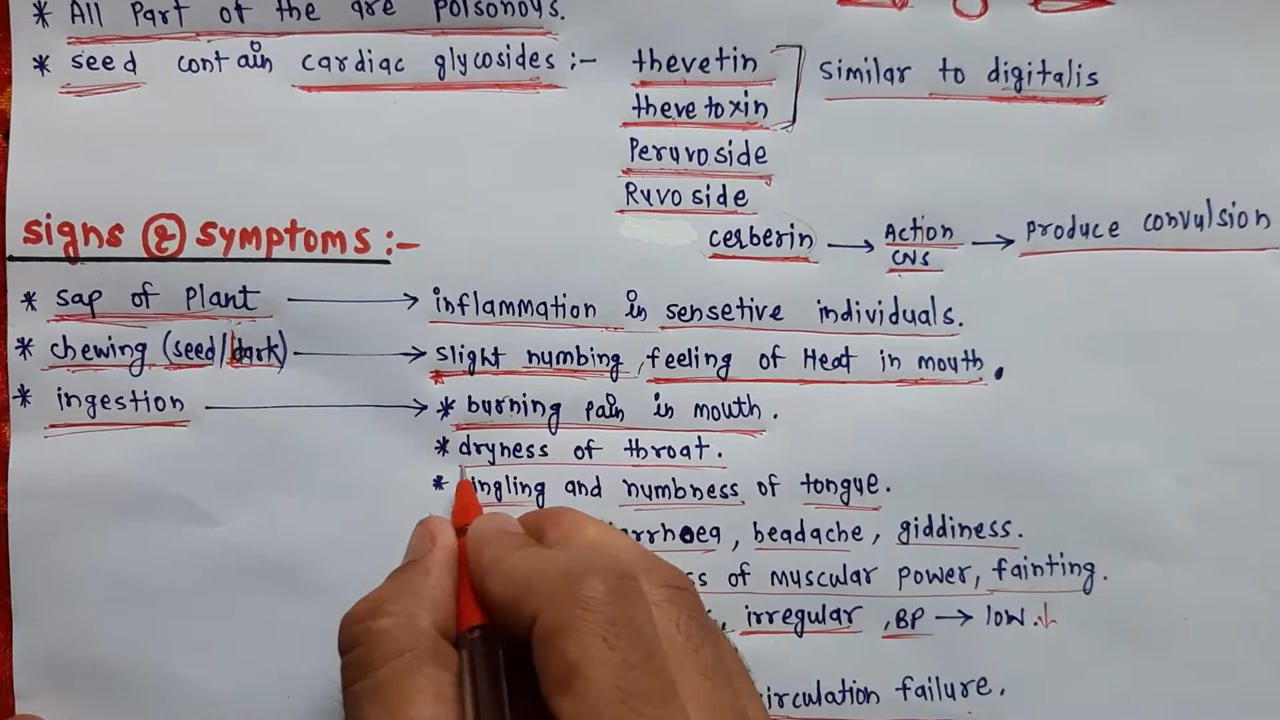 * All Part of the are Poisonous.
* seed contain cardiac glycosides :- thevetin
thevetoxin
similar to digitalis
Peruvoside
Ruvoside
cerberin → Action CNS → Produce convulsion
signs & symptoms :-
* sap of Plant → inflammation in sensetive individuals.
* chewing (seed/bark) → slight numbing, feeling of Heat in mouth.
* ingestion → * burning pain in mouth.
* dryness of throat.
* tingling and numbness of tongue.
headache, giddiness.
of muscular power, fainting.
irregular, BP → low. ↓
failure.